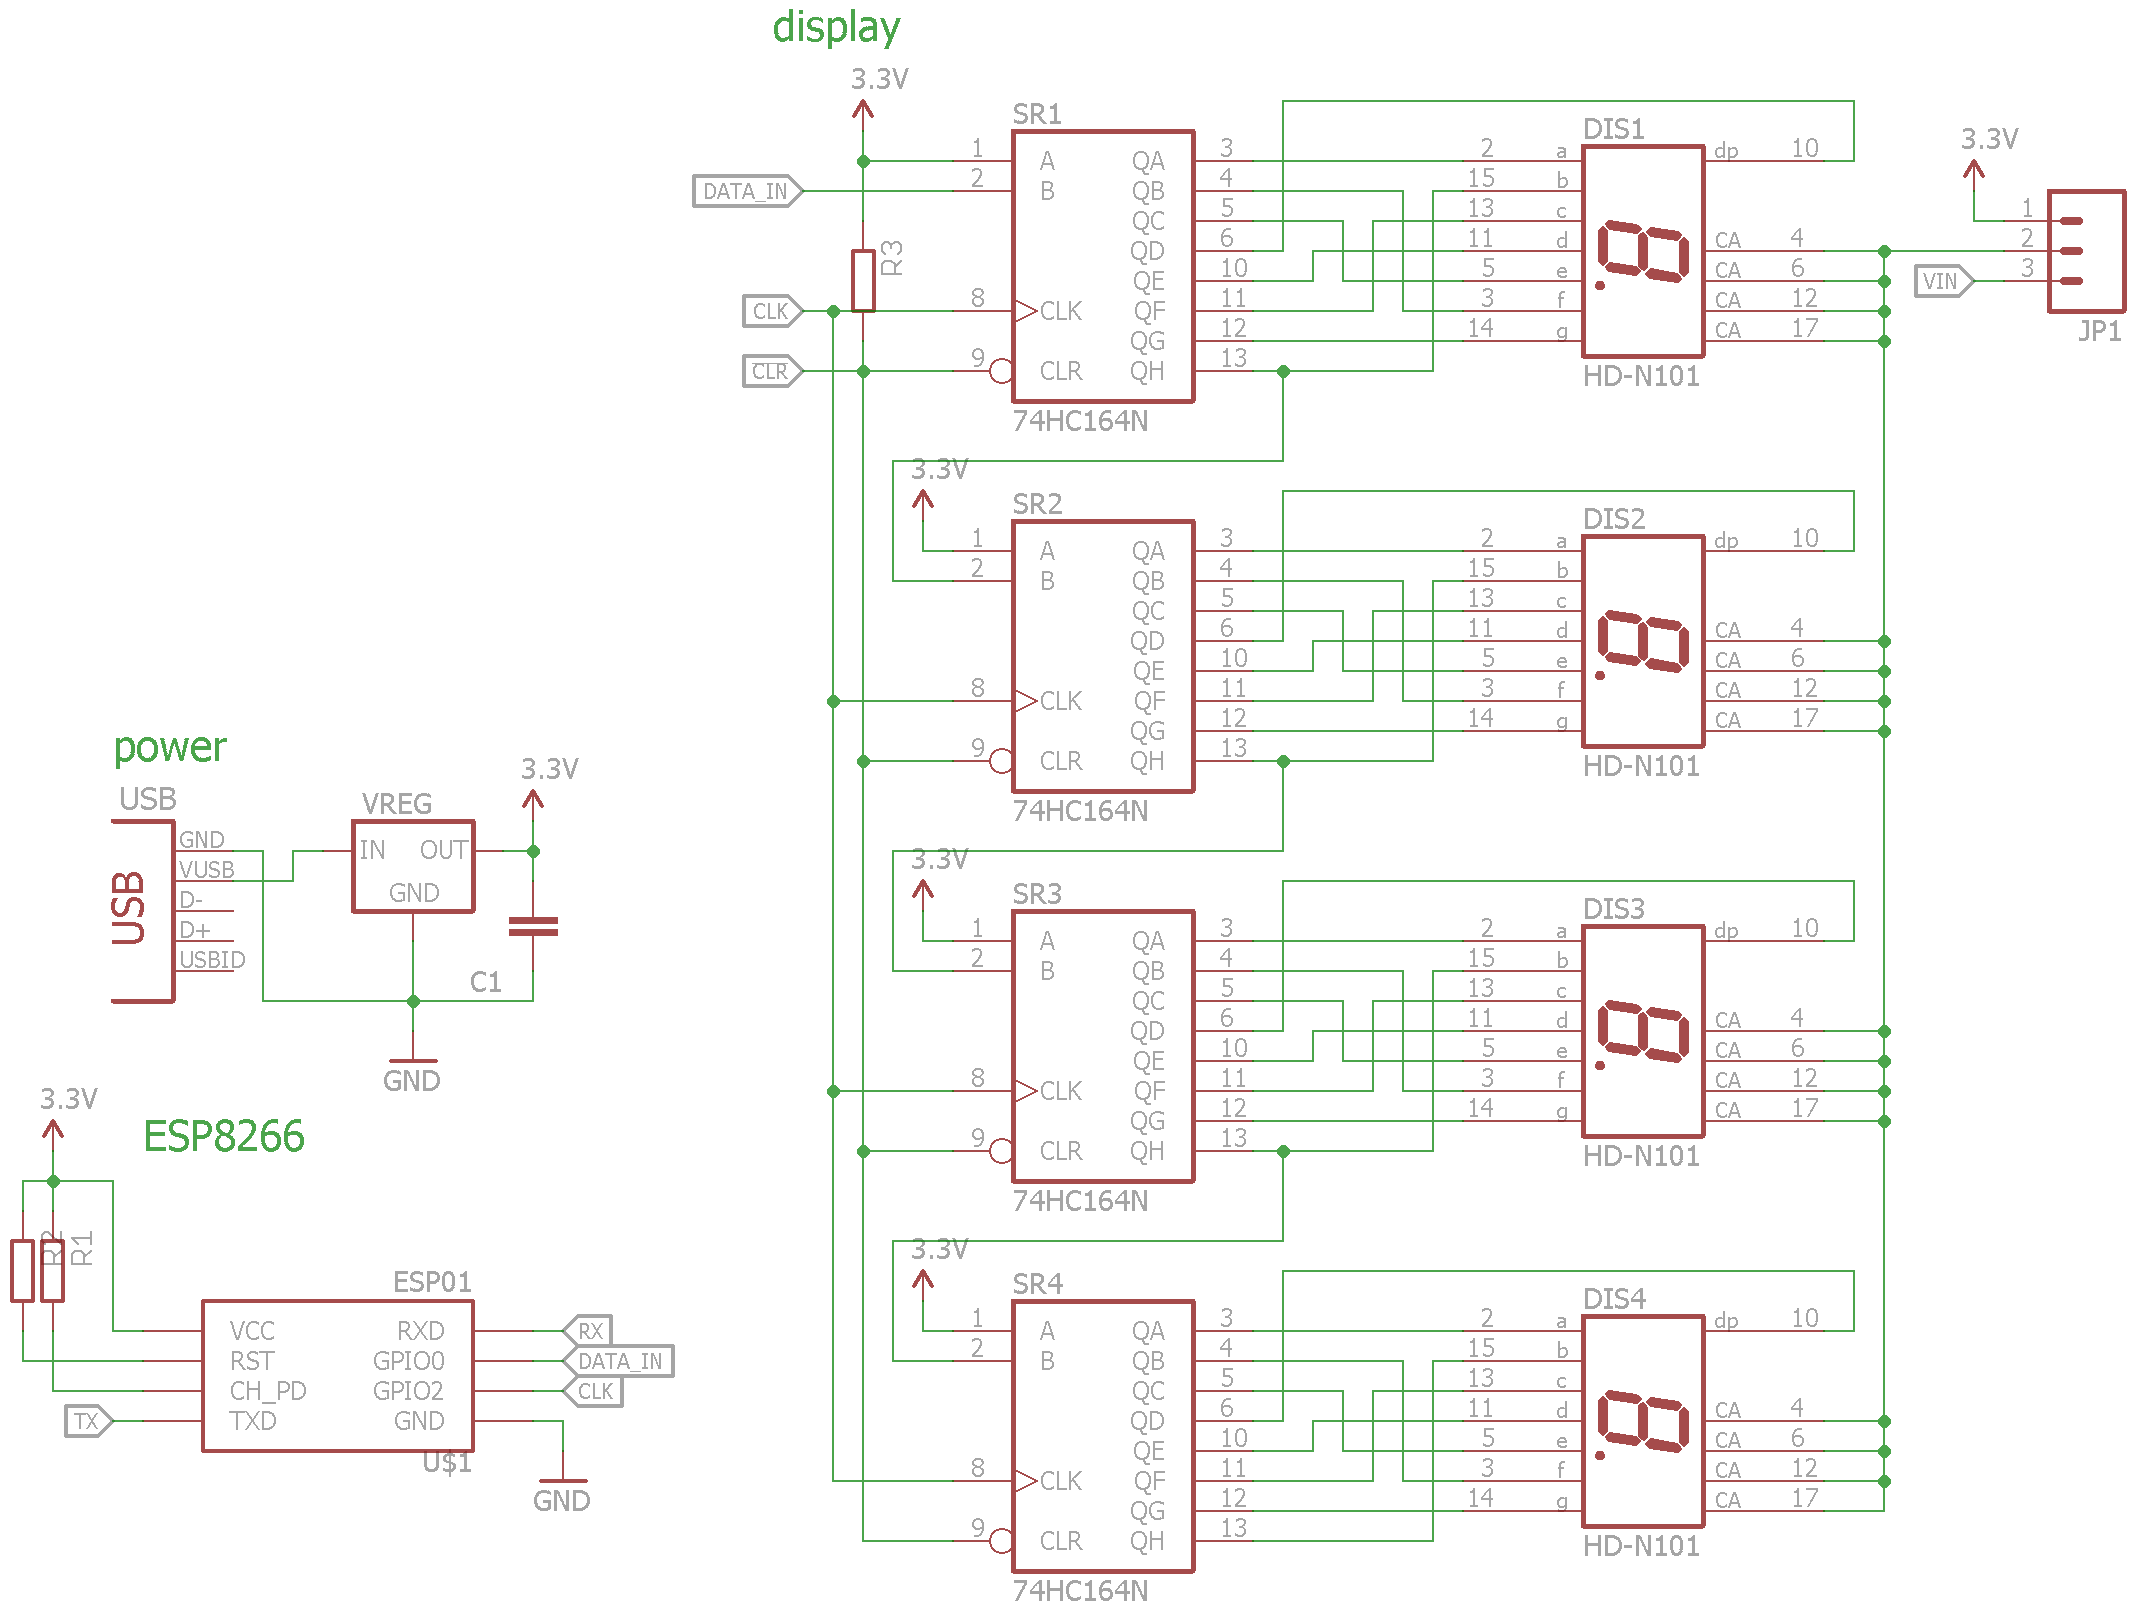 display
3.3V
SR1
1 A QA 3
2 B QB 4
QC 5
QD 6
QE 10
8 CLK QF 11
QG 12
9 CLR QH 13
74HC164N
DATA_IN
R3
CLK
CLR
DIS1
2 a dp 10
15 b
13 c
11 d CA 4
5 e CA 6
3 f CA 12
14 g CA 17
HD-N101
3.3V
1
2
3
VIN
JP1
3.3V
SR2
1 A QA 3
2 B QB 4
QC 5
QD 6
QE 10
8 CLK QF 11
QG 12
9 CLR QH 13
74HC164N
DIS2
2 a dp 10
15 b
13 c
11 d CA 4
5 e CA 6
3 f CA 12
14 g CA 17
HD-N101
3.3V
SR3
1 A QA 3
2 B QB 4
QC 5
QD 6
QE 10
8 CLK QF 11
QG 12
9 CLR QH 13
74HC164N
DIS3
2 a dp 10
15 b
13 c
11 d CA 4
5 e CA 6
3 f CA 12
14 g CA 17
HD-N101
3.3V
SR4
1 A QA 3
2 B QB 4
QC 5
QD 6
QE 10
8 CLK QF 11
QG 12
9 CLR QH 13
74HC164N
DIS4
2 a dp 10
15 b
13 c
11 d CA 4
5 e CA 6
3 f CA 12
14 g CA 17
HD-N101
power
USB
USB
GND
VUSB
D-
D+
USBID
VREG
IN OUT
GND
3.3V
C1
GND
3.3V
ESP8266
R2
R1
ESP01
VCC RXD
RST GPIO0
CH_PD GPIO2
TXD GND
U$1
TX
RX
DATA_IN
CLK
GND